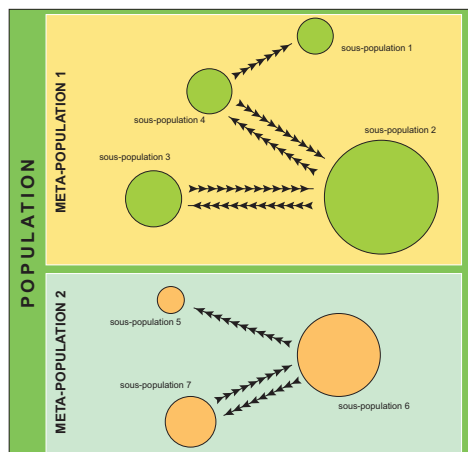 POPULATION
META-POPULATION 1
sous-population 1
sous-population 4
sous-population 2
sous-population 3
META-POPULATION 2
sous-population 5
sous-population 7
sous-population 6